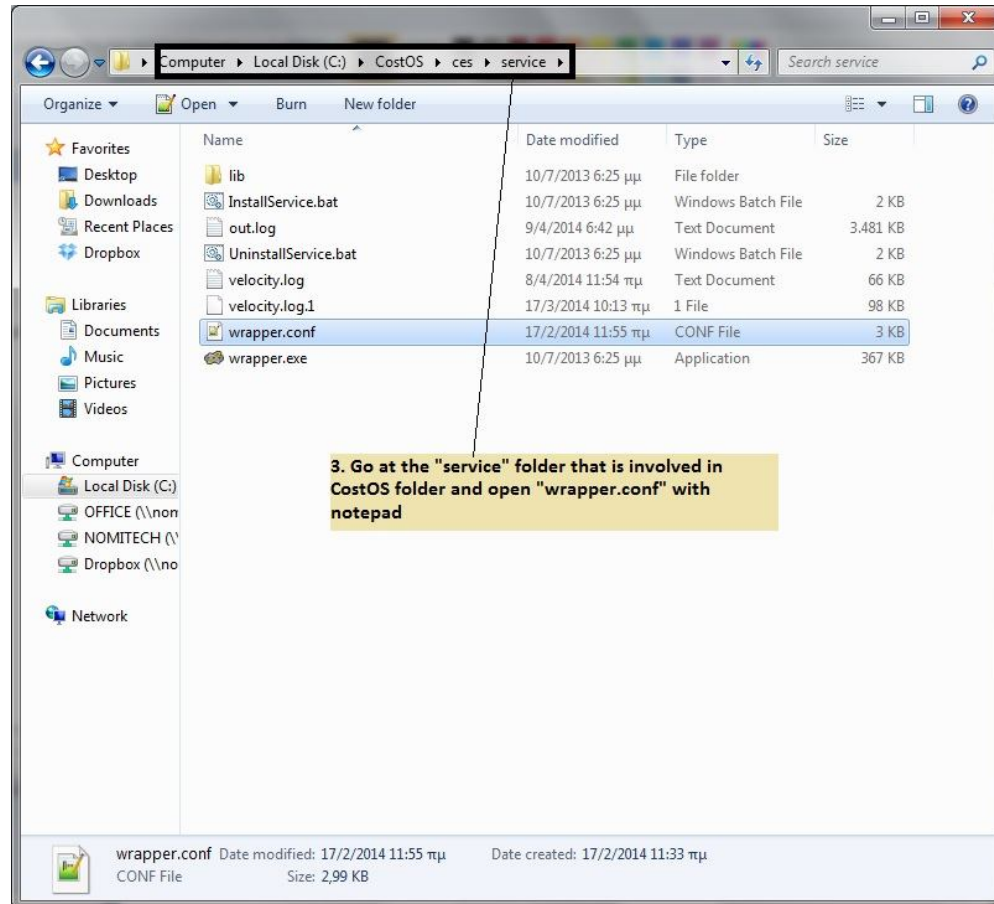 Computer Local Disk (C:) CostOS ces service Search service
Organize Open Burn New folder
Favorites
Desktop
Downloads
Recent Places
Dropbox
Libraries
Documents
Music
Pictures
Videos
Computer
Local Disk (C:)
OFFICE (\\nom
NOMITECH (\\
Dropbox (\\no
Network
Name Date modified Type Size
lib 10/7/2013 6:25 μμ File folder
InstallService.bat 10/7/2013 6:25 μμ Windows Batch File 2 KB
out.log 9/4/2014 6:42 μμ Text Document 3.481 KB
UninstallService.bat 10/7/2013 6:25 μμ Windows Batch File 2 KB
velocity.log 8/4/2014 11:54 πμ Text Document 66 KB
velocity.log.1 17/3/2014 10:13 πμ 1 File 98 KB
wrapper.conf 17/2/2014 11:55 πμ CONF File 3 KB
wrapper.exe 10/7/2013 6:25 μμ Application 367 KB
3. Go at the "service" folder that is involved in
CostOS folder and open "wrapper.conf" with
notepad
wrapper.conf Date modified: 17/2/2014 11:55 πμ Date created: 17/2/2014 11:33 πμ
CONF File Size: 2,99 KB